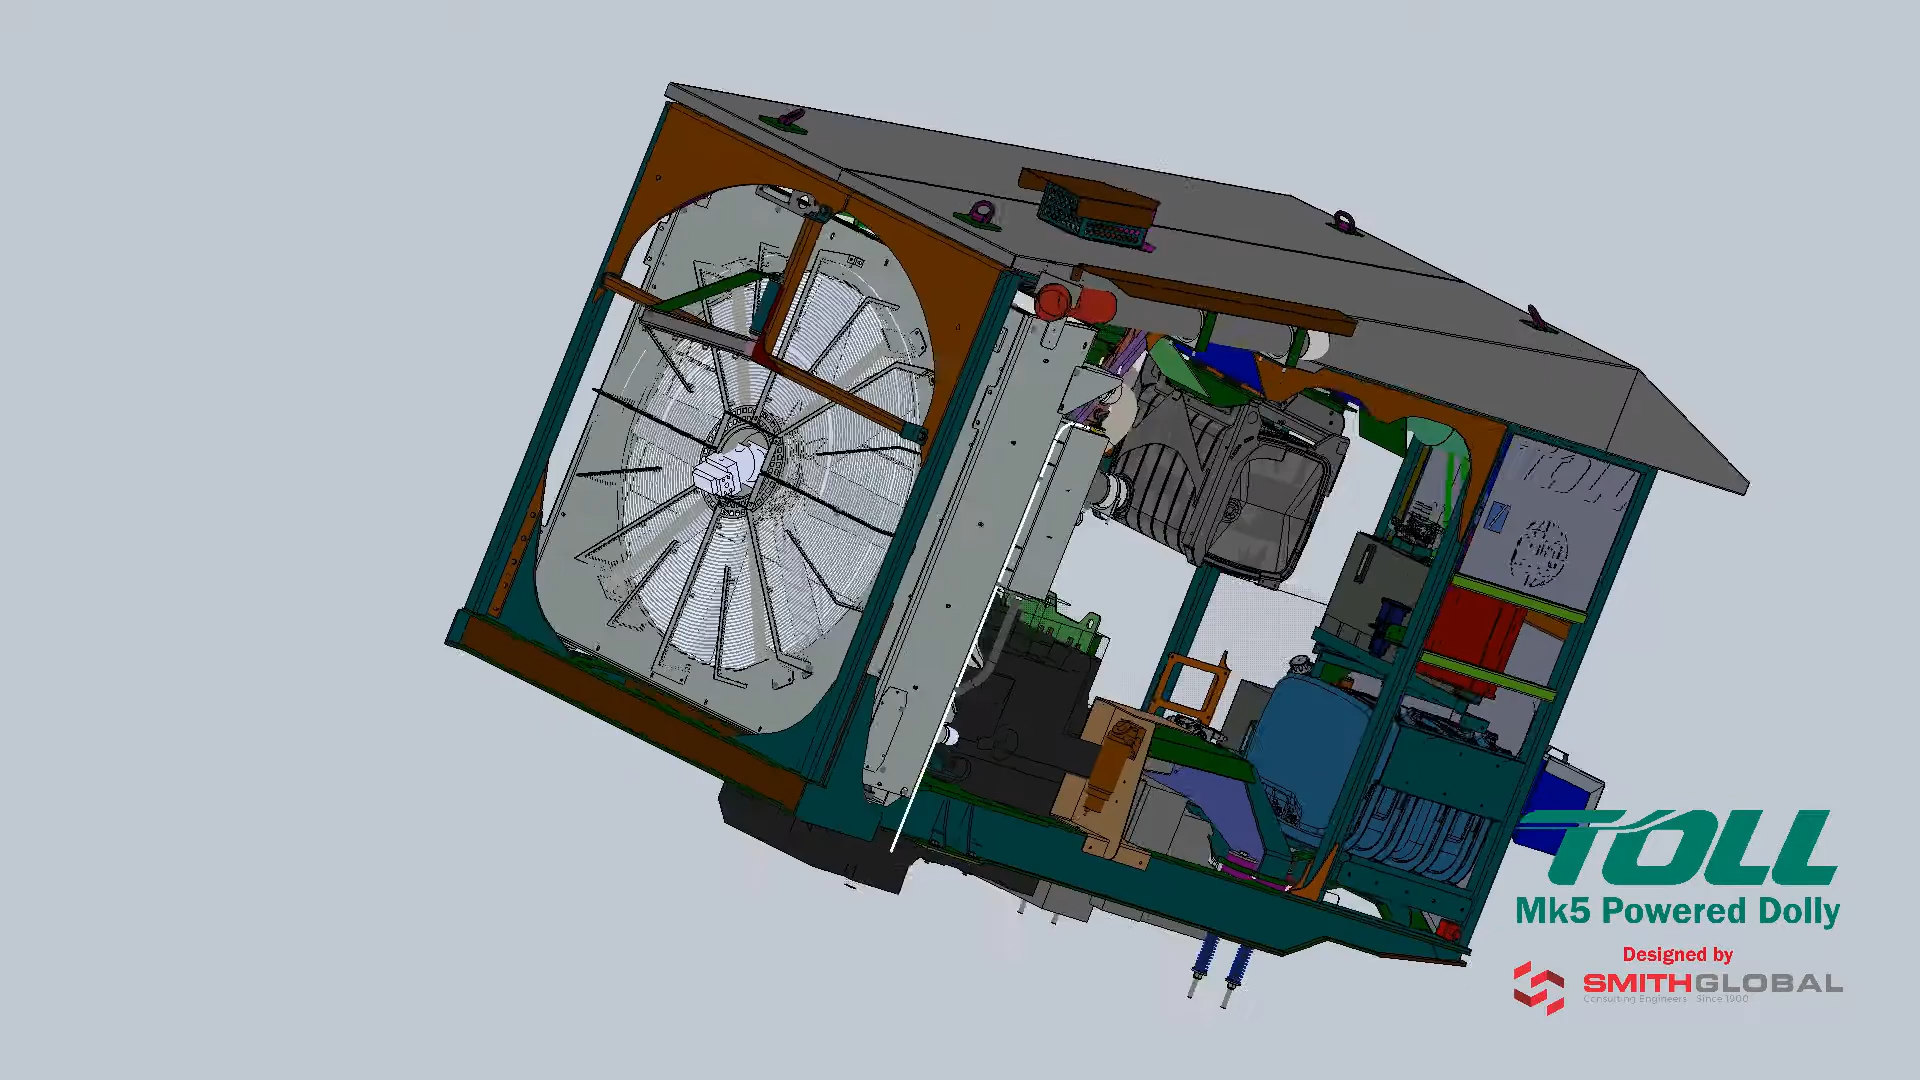 TOLL
Mk5 Powered Dolly
Designed by
SMITHGLOBAL
Consulting Engineers Since 1900